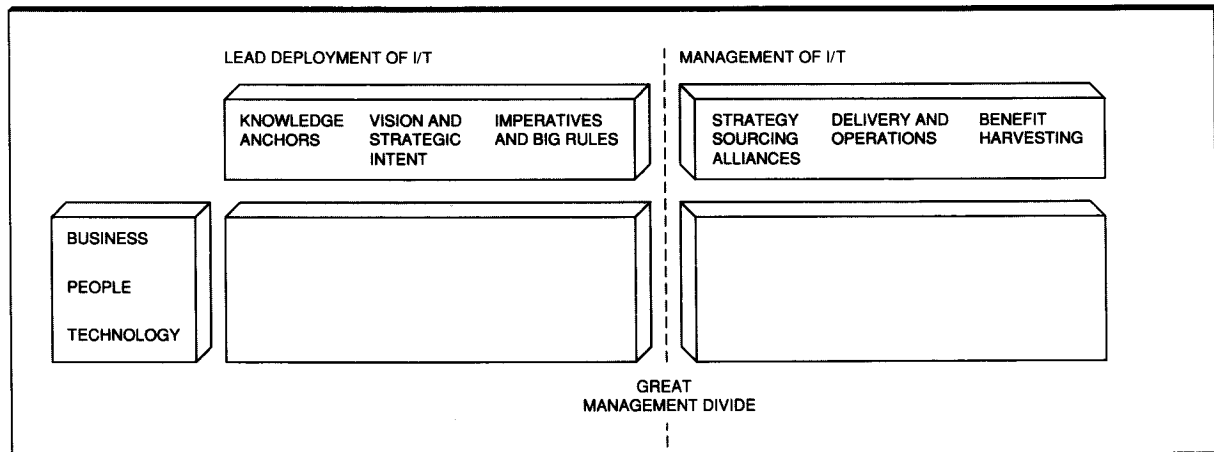 LEAD DEPLOYMENT OF I/T
MANAGEMENT OF I/T
KNOWLEDGE
ANCHORS
VISION AND
STRATEGIC
INTENT
IMPERATIVES
AND BIG RULES
STRATEGY
SOURCING
ALLIANCES
DELIVERY AND
OPERATIONS
BENEFIT
HARVESTING
BUSINESS
PEOPLE
TECHNOLOGY
GREAT
MANAGEMENT DIVIDE